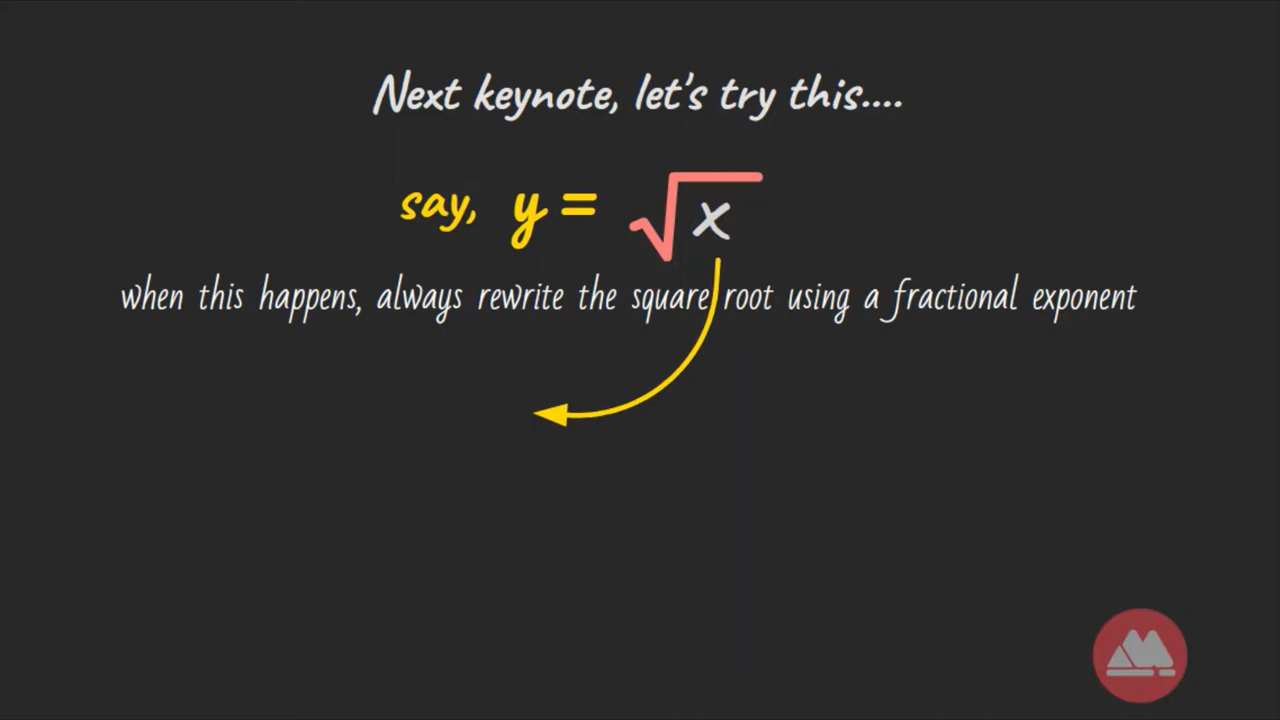 Next keynote, let's try this....
say, y = √x
when this happens, always rewrite the square root using a fractional exponent